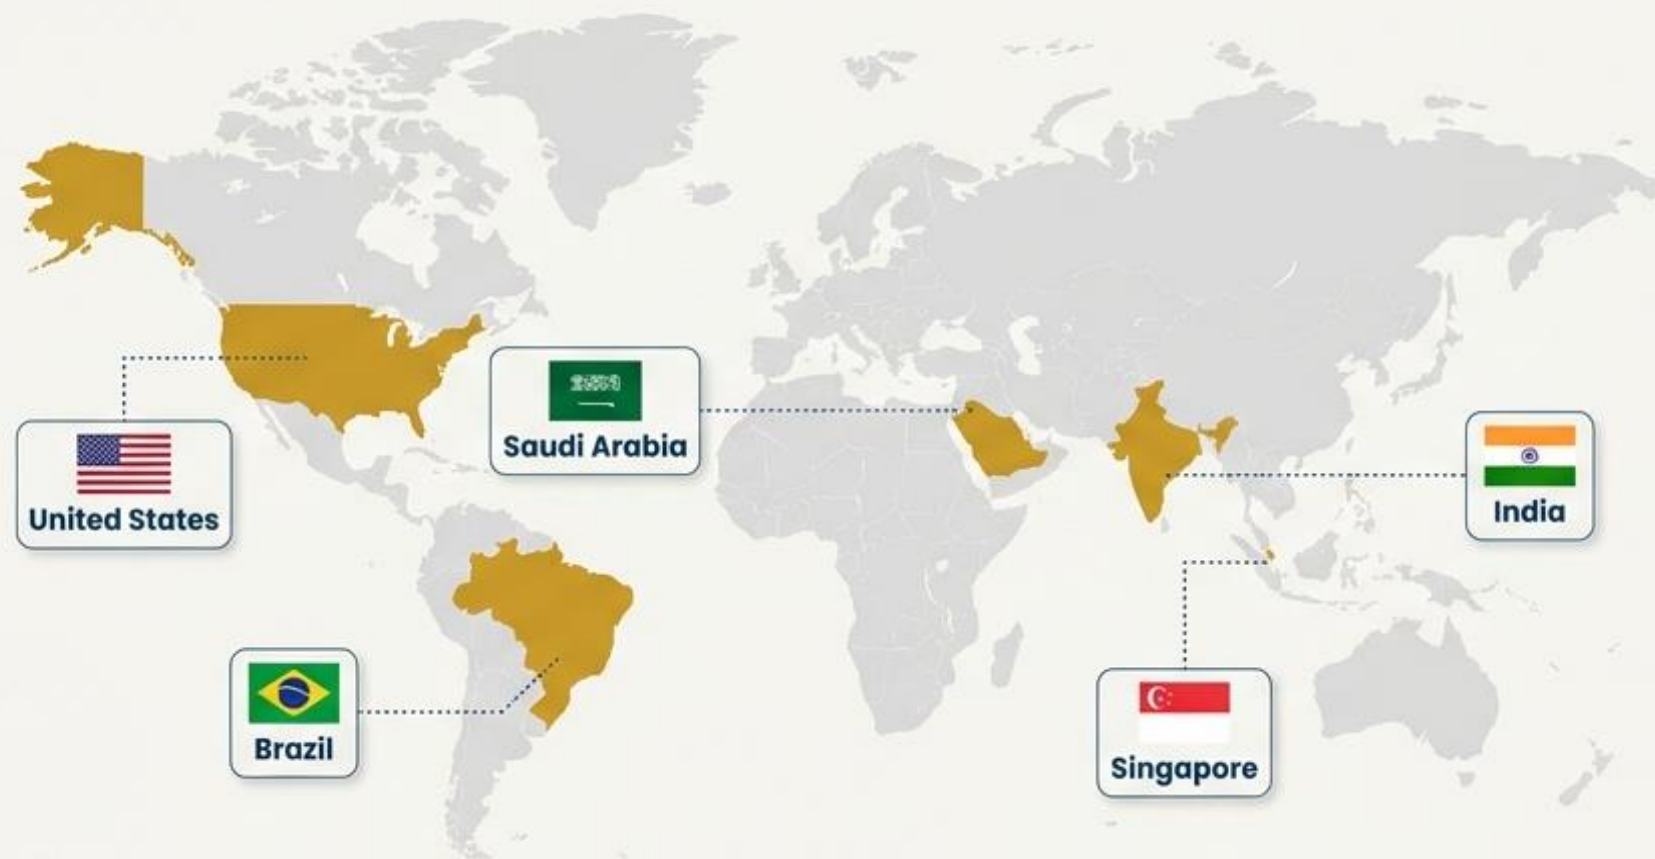 United States
Saudi Arabia
India
Brazil
Singapore